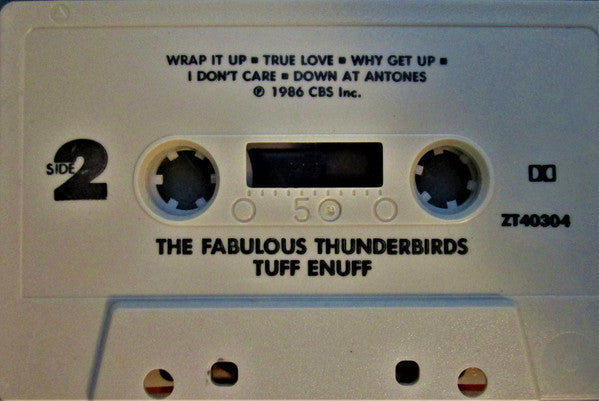 WRAP IT UP ▪ TRUE LOVE ▪ WHY GET UP ▪
I DON'T CARE ▪ DOWN AT ANTONES
℗ 1986 CBS Inc.
SIDE 2
5
ZT40304
THE FABULOUS THUNDERBIRDS
TUFF ENUFF